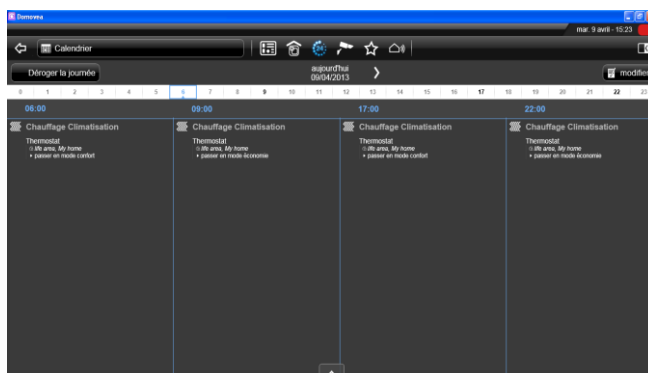 Domovea
mar. 9 avril - 15:23
Calendrier
24
Déroger la journée
aujourd'hui
09/04/2013
modifier
0 1 2 3 4 5 6 7 8 9 10 11 12 13 14 15 16 17 18 19 20 21 22 23
06:00 09:00 17:00 22:00
Chauffage Climatisation
Thermostat
life area, My home
passer en mode confort
Chauffage Climatisation
Thermostat
life area, My home
passer en mode économie
Chauffage Climatisation
Thermostat
life area, My home
passer en mode confort
Chauffage Climatisation
Thermostat
life area, My home
passer en mode économie